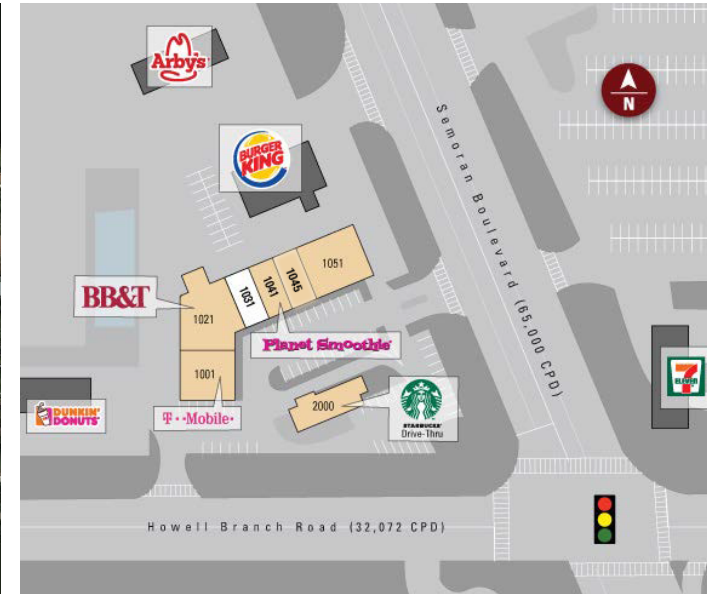 Arby's
BURGER
KING
N
Semoran Boulevard (65,000 CPD)
BB&T
1021
1031
1041
1045
1051
Planet Smoothie
1001
T··Mobile·
2000
STARBUCKS
Drive-Thru
7
ELEVEN
DUNKIN'
DONUTS
Howell Branch Road (32,072 CPD)